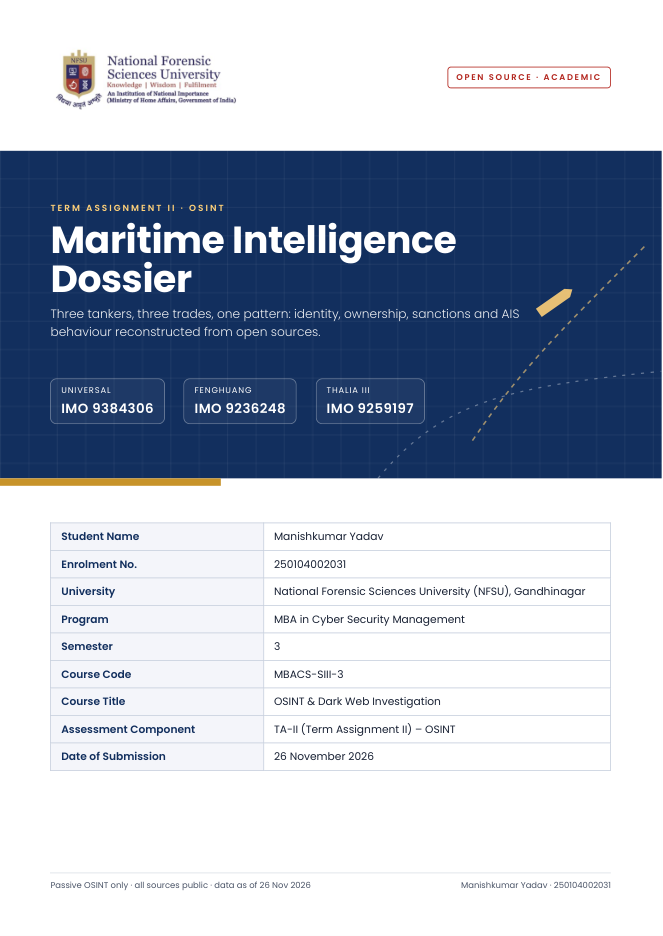 NFSU
National Forensic
Sciences University
Knowledge | Wisdom | Fulfilment
An Institution of National Importance
(Ministry of Home Affairs, Government of India)
OPEN SOURCE · ACADEMIC
TERM ASSIGNMENT II · OSINT
Maritime Intelligence
Dossier
Three tankers, three trades, one pattern: identity, ownership, sanctions and AIS
behaviour reconstructed from open sources.
UNIVERSAL
IMO 9384306
FENGHUANG
IMO 9236248
THALIA III
IMO 9259197
Student Name Manishkumar Yadav
Enrolment No. 250104002031
University National Forensic Sciences University (NFSU), Gandhinagar
Program MBA in Cyber Security Management
Semester 3
Course Code MBACS-SIII-3
Course Title OSINT & Dark Web Investigation
Assessment Component TA-II (Term Assignment II) – OSINT
Date of Submission 26 November 2026
Passive OSINT only · all sources public · data as of 26 Nov 2026
Manishkumar Yadav · 250104002031